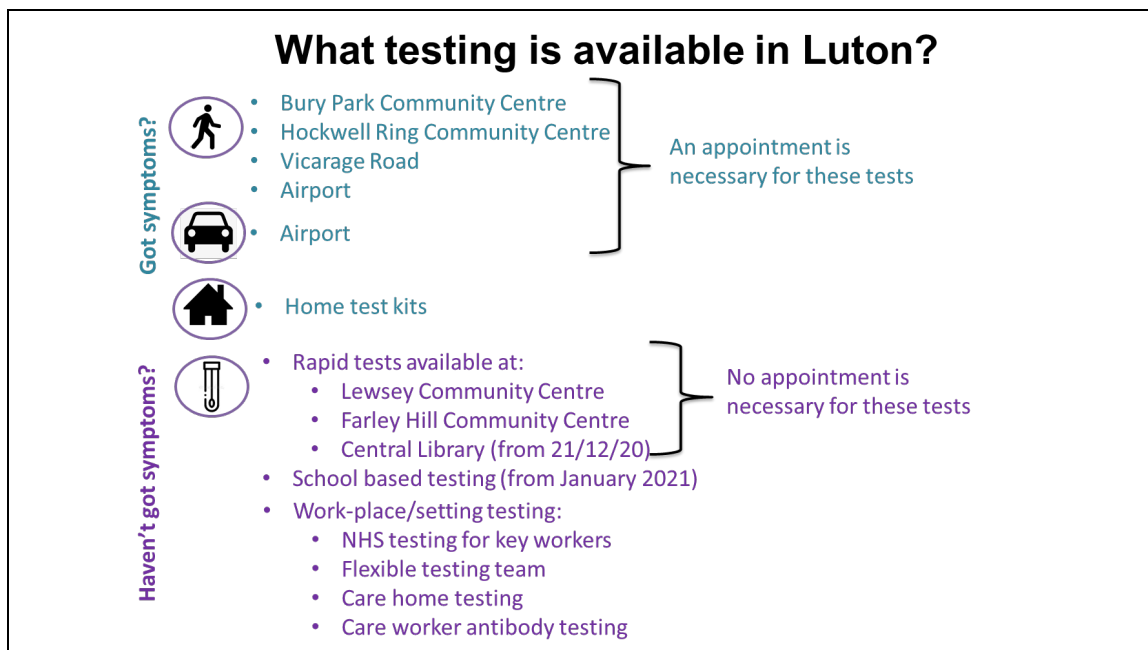 What testing is available in Luton?
Got symptoms?
• Bury Park Community Centre
• Hockwell Ring Community Centre
• Vicarage Road
• Airport
• Airport
An appointment is
necessary for these tests
• Home test kits
Haven't got symptoms?
• Rapid tests available at:
• Lewsey Community Centre
• Farley Hill Community Centre
• Central Library (from 21/12/20)
No appointment is
necessary for these tests
• School based testing (from January 2021)
• Work-place/setting testing:
• NHS testing for key workers
• Flexible testing team
• Care home testing
• Care worker antibody testing